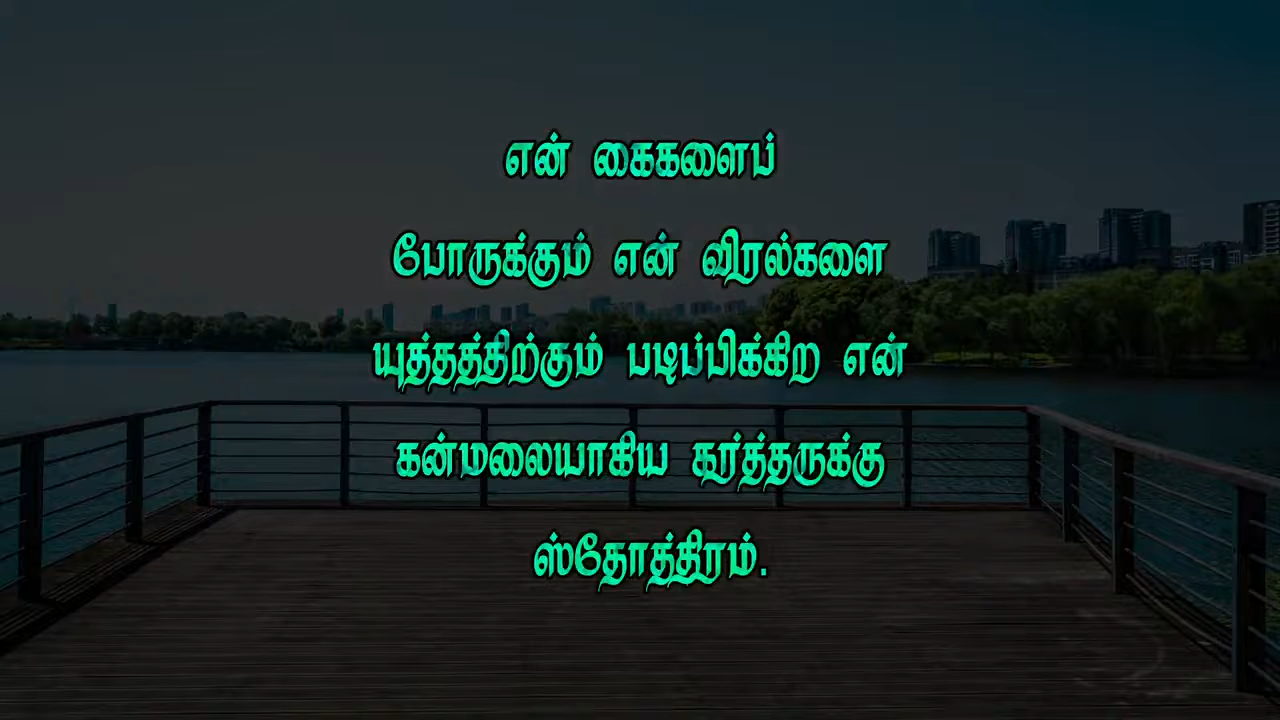 என் கைகளைப்
போருக்கும் என் விரல்களை
யுத்தத்திற்கும் படிப்பிக்கிற என்
கன்மலையாகிய கர்த்தருக்கு
ஸ்தோத்திரம்.